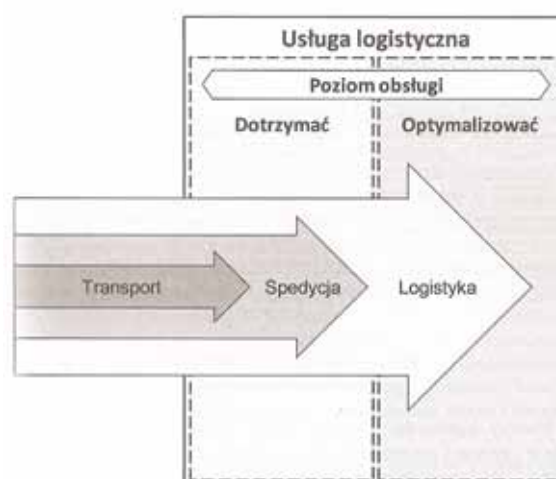 Usługa logistyczna
Poziom obsługi
Dotrzymać Optymalizować
Transport Spedycja Logistyka